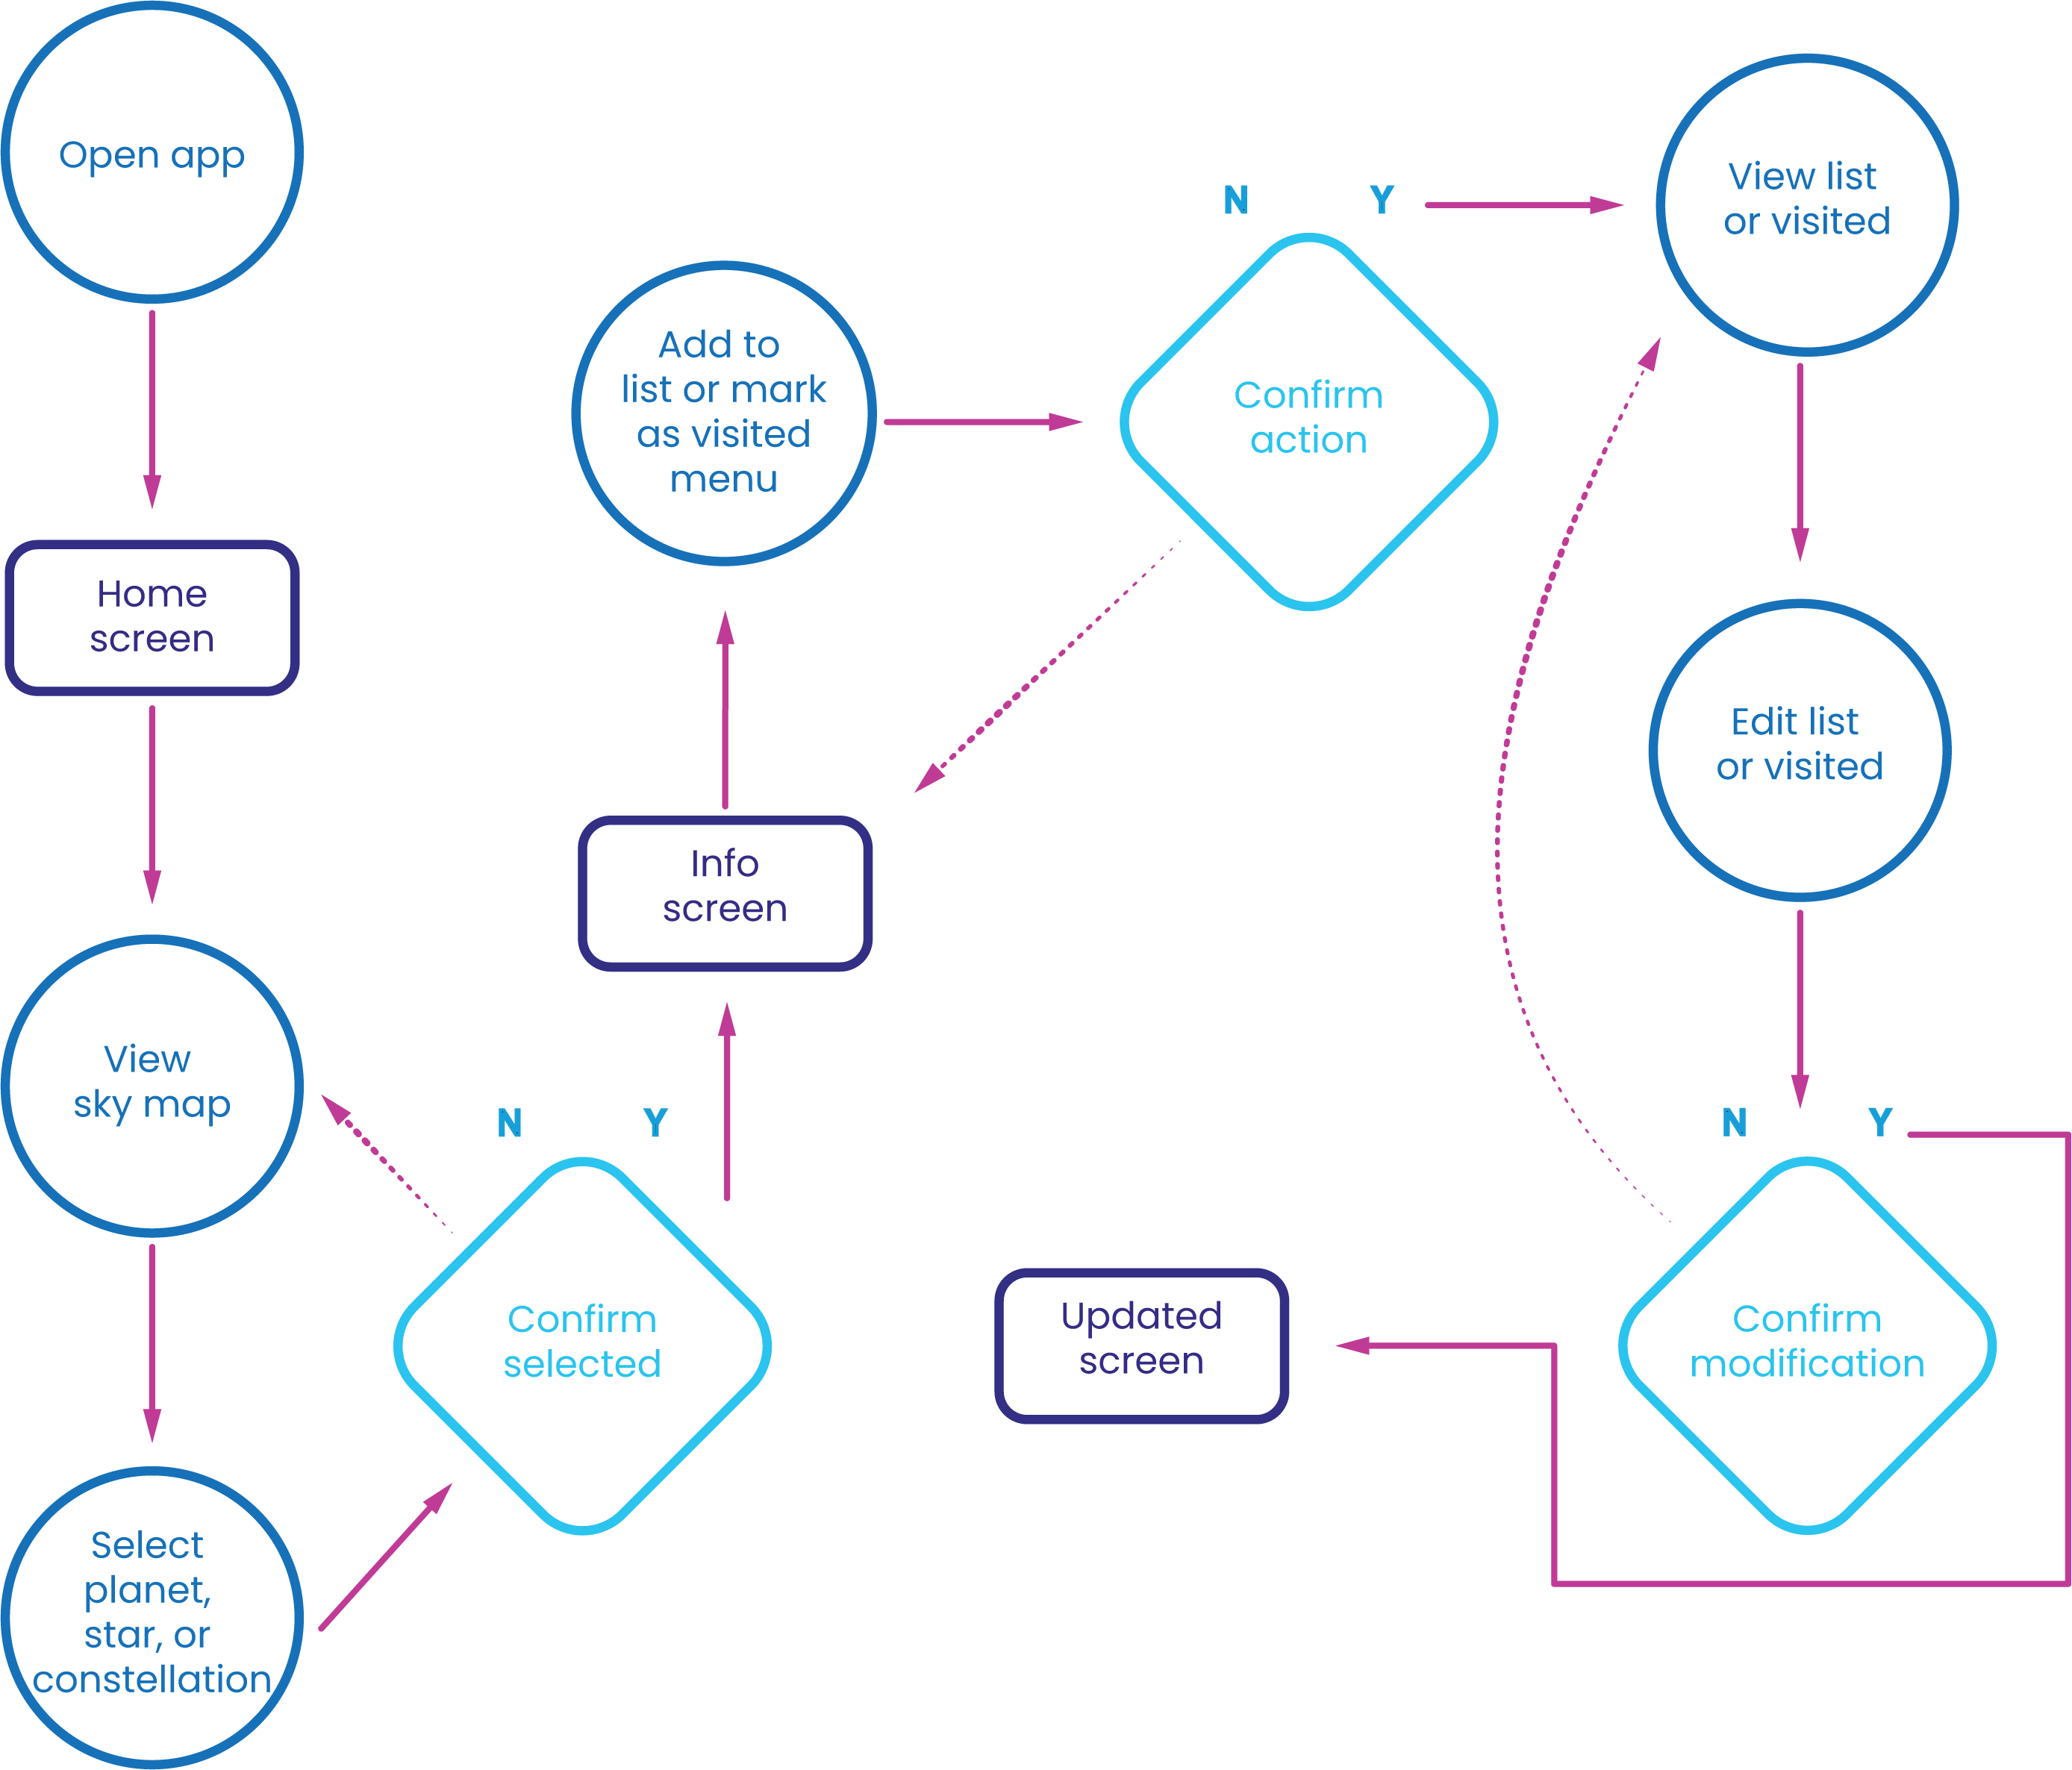 Open app
Home
screen
View
sky map
Select
planet,
star, or
constellation
N
Y
Confirm
selected
Info
screen
Add to
list or mark
as visited
menu
N
Y
Confirm
action
View list
or visited
Edit list
or visited
N
Y
Confirm
modification
Updated
screen